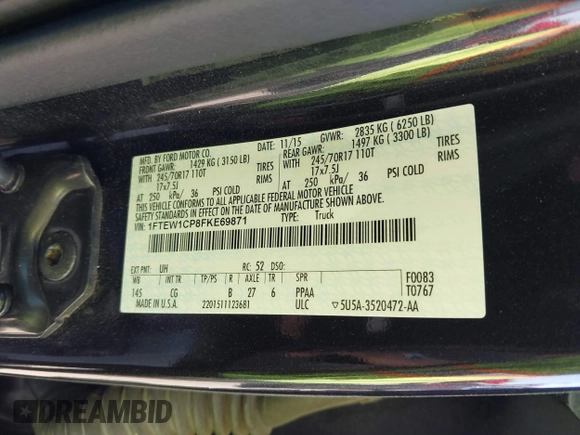 MFD. BY FORD MOTOR CO.
DATE: 11/15 GVWR: 2835 KG ( 6250 LB)
FRONT GAWR: 1429 KG ( 3150 LB)
REAR GAWR: 1497 KG ( 3300 LB)
WITH 245/70R17 110T TIRES
WITH 245/70R17 110T TIRES
17x7.5J RIMS
17x7.5J RIMS
AT 250 kPa/ 36 PSI COLD
AT 250 kPa/ 36 PSI COLD
THIS VEHICLE CONFORMS TO ALL APPLICABLE FEDERAL MOTOR VEHICLE
SAFETY AND THEFT PREVENTION STANDARDS IN EFFECT ON THE DATE OF
MANUFACTURE SHOWN ABOVE.
VIN: 1FTEW1CP8FKE69871
TYPE: Truck
EXT PNT: UH RC: 52 DSO:
WB INT TR TP/PS R AXLE TR SPR
F0083
145 CG B 27 6 PPAA
T0767
MADE IN U.S.A. 2201511123681 ULC ▽5U5A-3520472-AA
DREAMBID